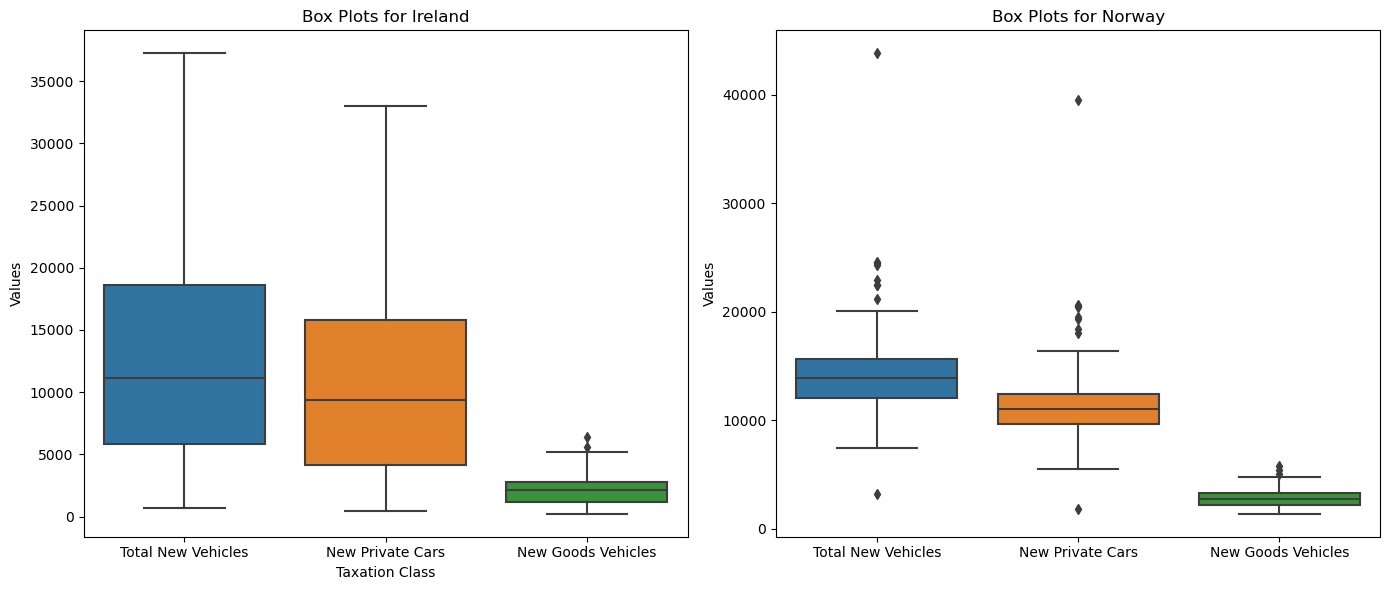 Box Plots for Ireland
35000
30000
25000
20000
15000
10000
5000
0
Values
Total New Vehicles New Private Cars New Goods Vehicles
Taxation Class
Box Plots for Norway
40000
30000
20000
10000
0
Values
Total New Vehicles New Private Cars New Goods Vehicles